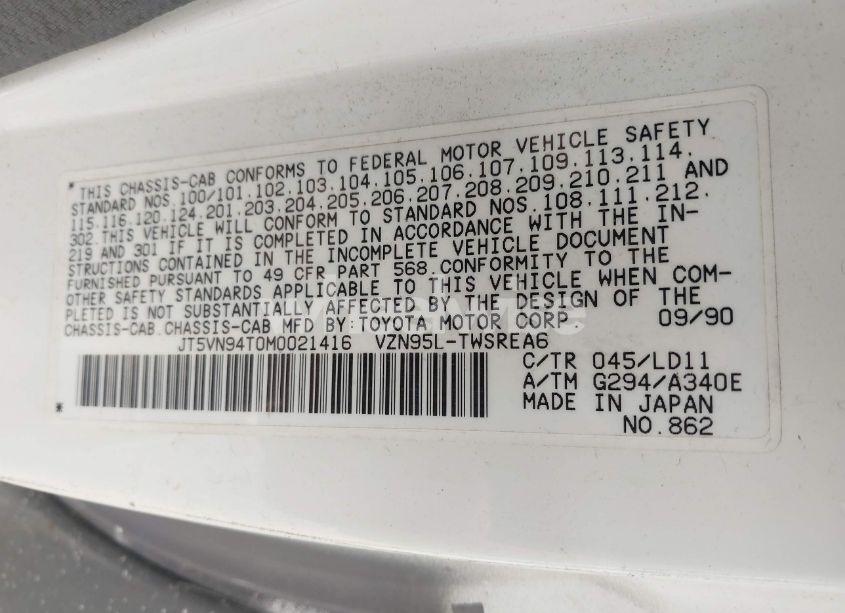 *THIS CHASSIS-CAB CONFORMS TO FEDERAL MOTOR VEHICLE SAFETY
STANDARD NOS.100/101.102.103.104.105.106.107.109.113.114.
115.116.120.124.201.203.204.205.206.207.208.209.210.211 AND
302.THIS VEHICLE WILL CONFORM TO STANDARD NOS.108.111.212.
219 AND 301 IF IT IS COMPLETED IN ACCORDANCE WITH THE IN-
STRUCTIONS CONTAINED IN THE INCOMPLETE VEHICLE DOCUMENT
FURNISHED PURSUANT TO 49 CFR PART 568.CONFORMITY TO THE
OTHER SAFETY STANDARDS APPLICABLE TO THIS VEHICLE WHEN COM-
PLETED IS NOT SUBSTANTIALLY AFFECTED BY THE DESIGN OF THE
CHASSIS-CAB.CHASSIS-CAB MFD BY:TOYOTA MOTOR CORP. 09/90
JT5VN94T0M0021416 VZN95L-TWSREA6
C/TR 045/LD11
A/TM G294/A340E
* MADE IN JAPAN
NO.862